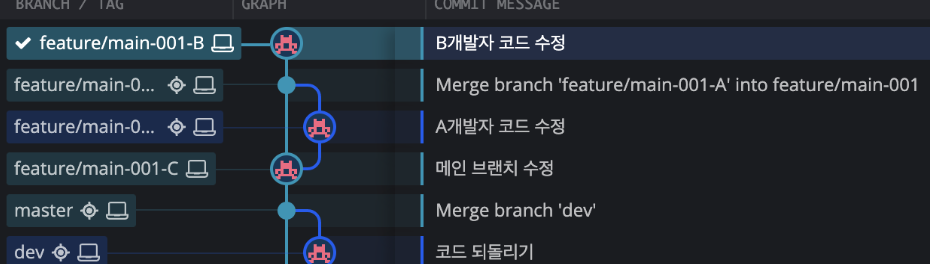 BRANCH / TAG GRAPH COMMIT MESSAGE
feature/main-001-B B개발자 코드 수정
feature/main-0... Merge branch 'feature/main-001-A' into feature/main-001
feature/main-0... A개발자 코드 수정
feature/main-001-C 메인 브랜치 수정
master Merge branch 'dev'
dev 코드 되돌리기